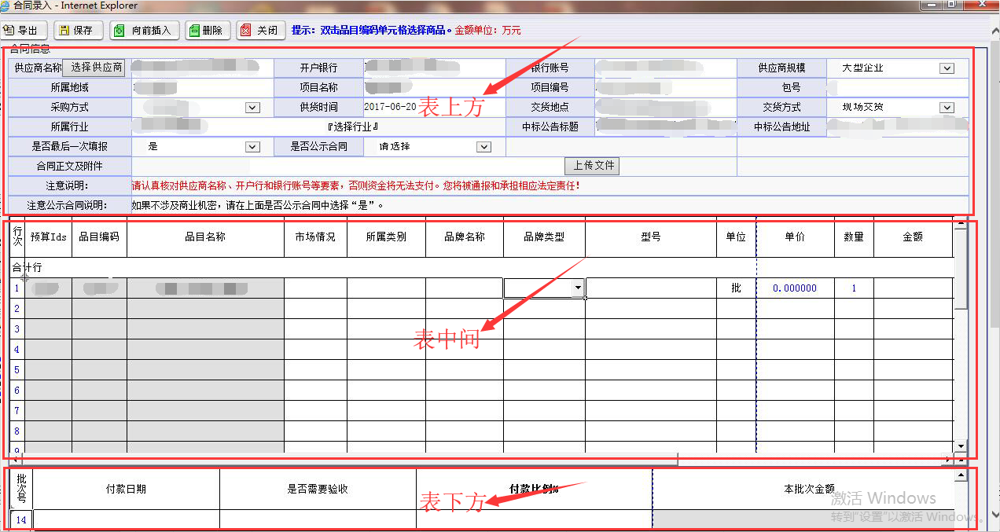 合同录入 - Internet Explorer
导出 保存 向前插入 删除 关闭 提示：双击品目编码单元格选择商品。金额单位：万元
合同信息
供应商名称 选择供应商 开户银行 银行账号 供应商规模 大型企业
所属地域 项目名称 项目编号 包号
采购方式 供货时间 2017-06-20 交货地点 交货方式 现场交货
表上方
所属行业 『选择行业』 中标公告标题 中标公告地址
是否最后一次填报 是 是否公示合同 请选择
合同正文及附件 上传文件
注意说明： 请认真核对供应商名称、开户行和银行账号等要素，否则资金将无法支付。您将被通报和承担相应法定责任！
注意公示合同说明： 如果不涉及商业机密，请在上面是否公示合同中选择“是”。
行次 预算Ids 品目编码 品目名称 市场情况 所属类别 品牌名称 品牌类型 型号 单位 单价 数量 金额
合计行
1 批 0.000000 1
2
3
4
表中间
5
6
7
8
9
批次号 付款日期 是否需要验收 付款比例% 本批次金额
表下方
14
激活 Windows
转到“设置”以激活 Windows。